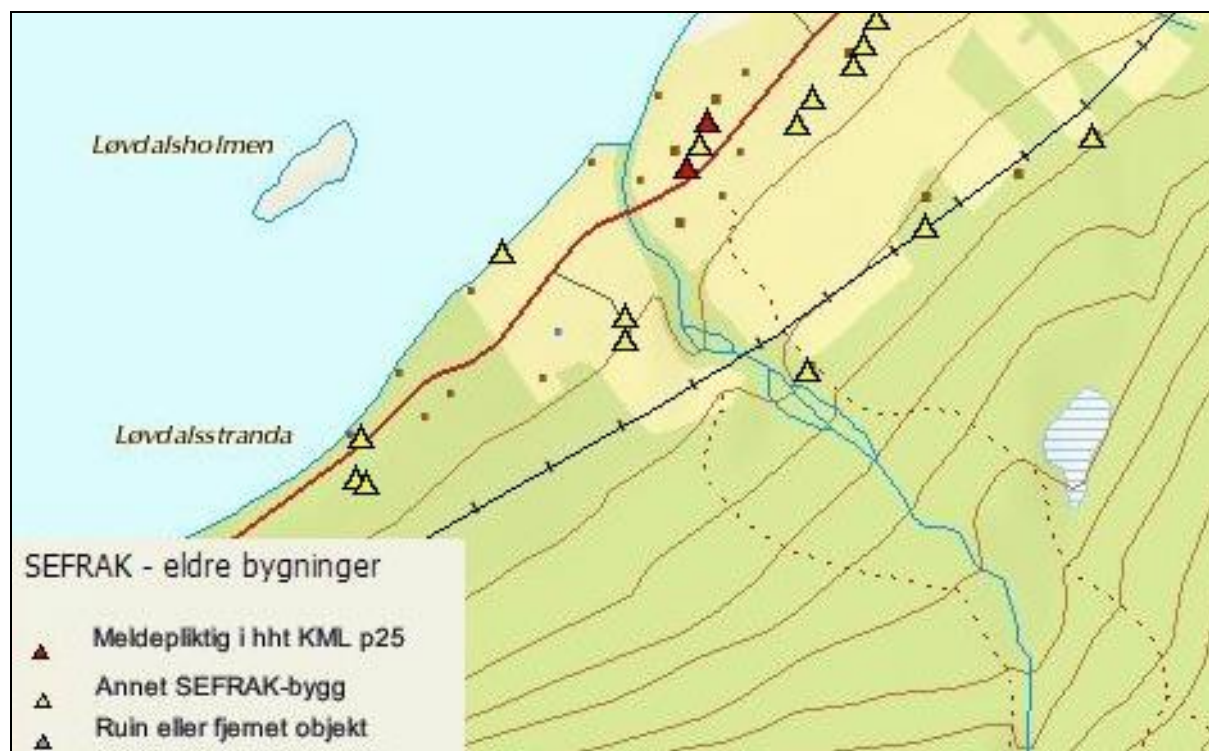 Løvdalsholmen
Løvdalsstranda
SEFRAK - eldre bygninger
Meldepliktig i hht KML p25
Annet SEFRAK-bygg
Ruin eller fjernet objekt